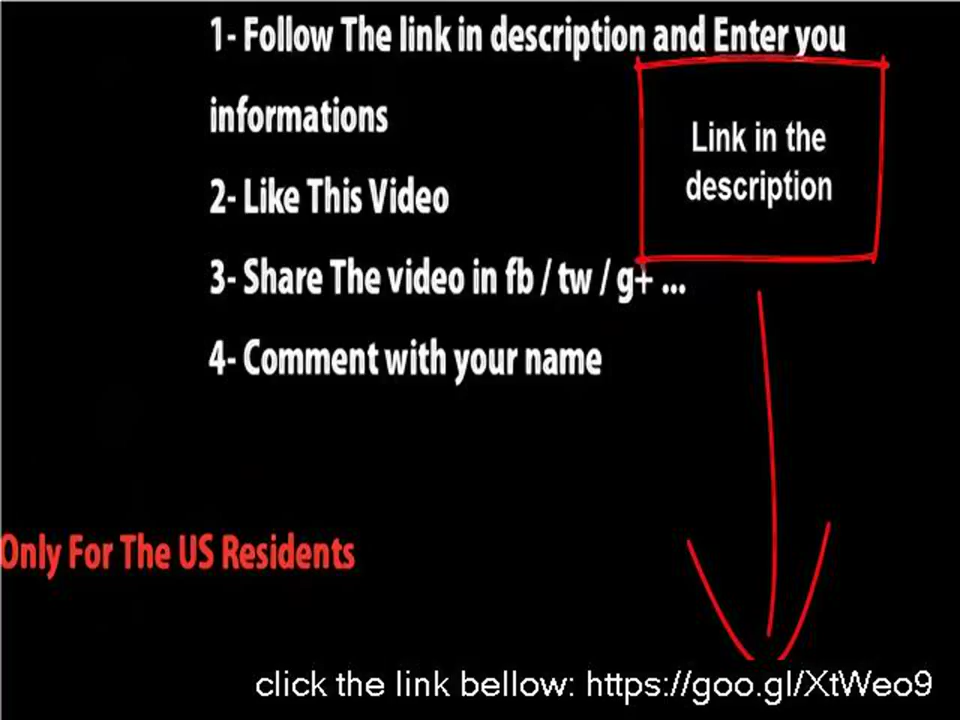 1- Follow The link in description and Enter you
informations
Link in the
description
2- Like This Video
3- Share The video in fb / tw / g+ ...
4- Comment with your name
Only For The US Residents
click the link bellow: https://goo.gl/XtWeo9